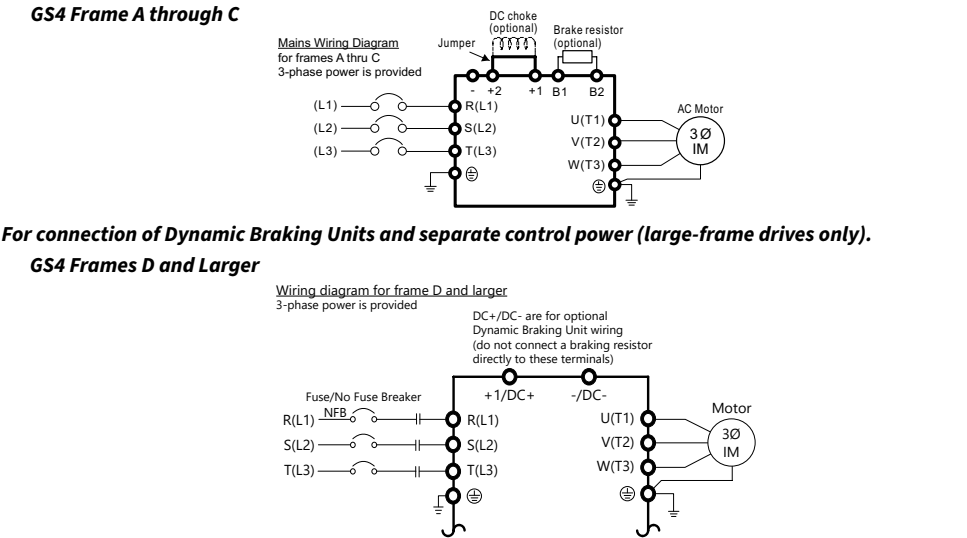 GS4 Frame A through C
Mains Wiring Diagram
for frames A thru C
3-phase power is provided
Jumper
DC choke
(optional)
Brake resistor
(optional)
- +2 +1 B1 B2
(L1)
R(L1)
(L2)
S(L2)
(L3)
T(L3)
U(T1)
V(T2)
W(T3)
AC Motor
3Ø
IM
For connection of Dynamic Braking Units and separate control power (large-frame drives only).
GS4 Frames D and Larger
Wiring diagram for frame D and larger
3-phase power is provided
DC+/DC- are for optional
Dynamic Braking Unit wiring
(do not connect a braking resistor
directly to these terminals)
+1/DC+ -/DC-
Fuse/No Fuse Breaker
NFB
R(L1)
R(L1)
S(L2)
S(L2)
T(L3)
T(L3)
U(T1)
V(T2)
W(T3)
Motor
3Ø
IM